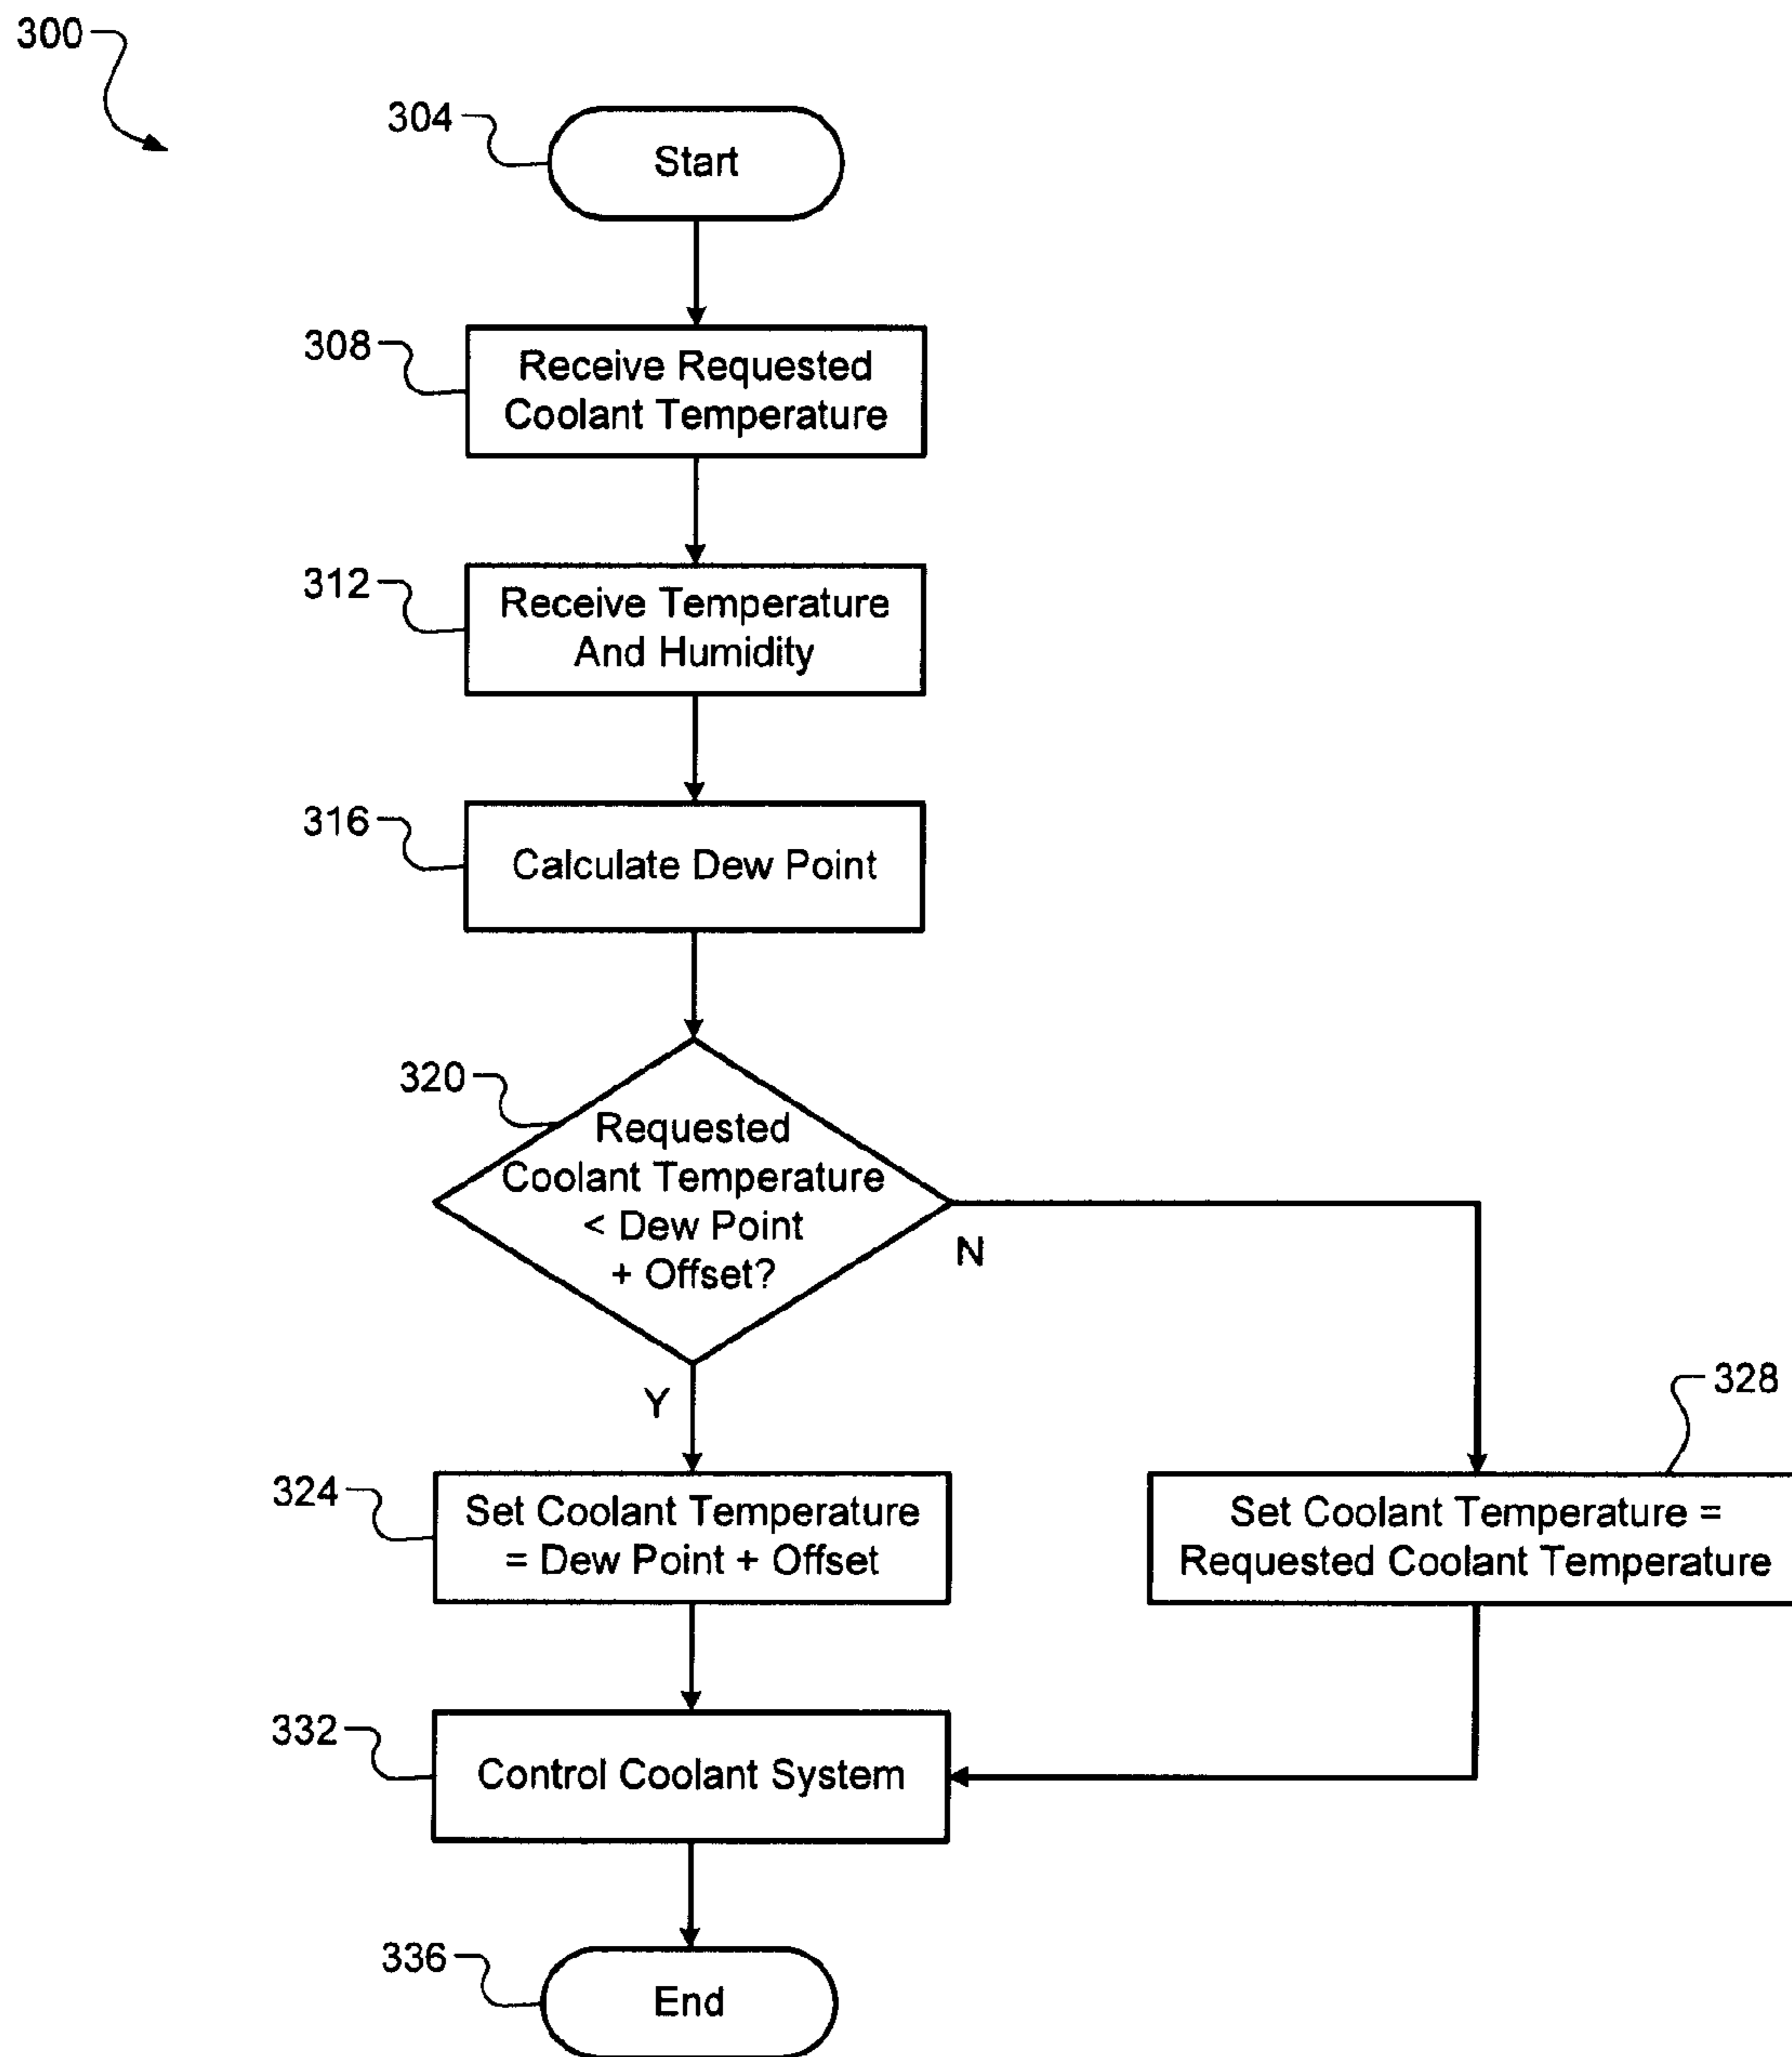 300
304
Start
308
Receive Requested
Coolant Temperature
312
Receive Temperature
And Humidity
316
Calculate Dew Point
320
Requested
Coolant Temperature
< Dew Point
+ Offset?
N
Y
328
324
Set Coolant Temperature
= Dew Point + Offset
Set Coolant Temperature =
Requested Coolant Temperature
332
Control Coolant System
336
End